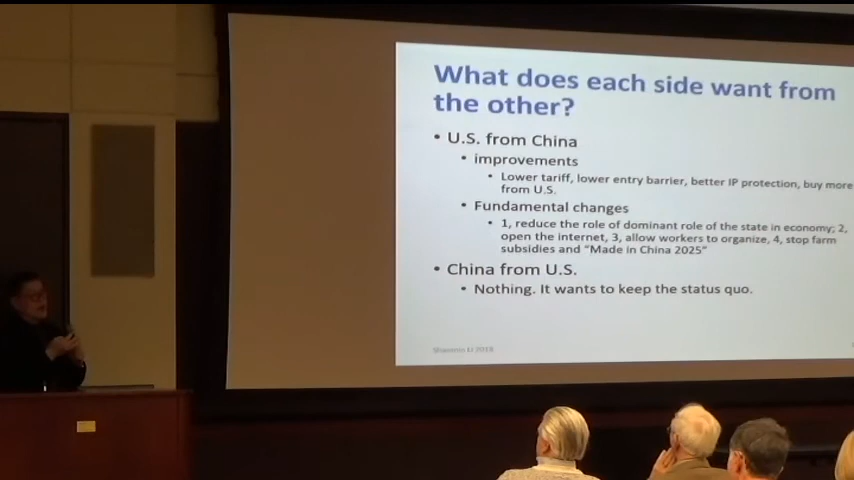 What does each side want from
the other?
• U.S. from China
• improvements
• Lower tariff, lower entry barrier, better IP protection, buy more
from U.S.
• Fundamental changes
• 1, reduce the role of dominant role of the state in economy; 2,
open the internet, 3, allow workers to organize, 4, stop farm
subsidies and "Made in China 2025"
• China from U.S.
• Nothing. It wants to keep the status quo.